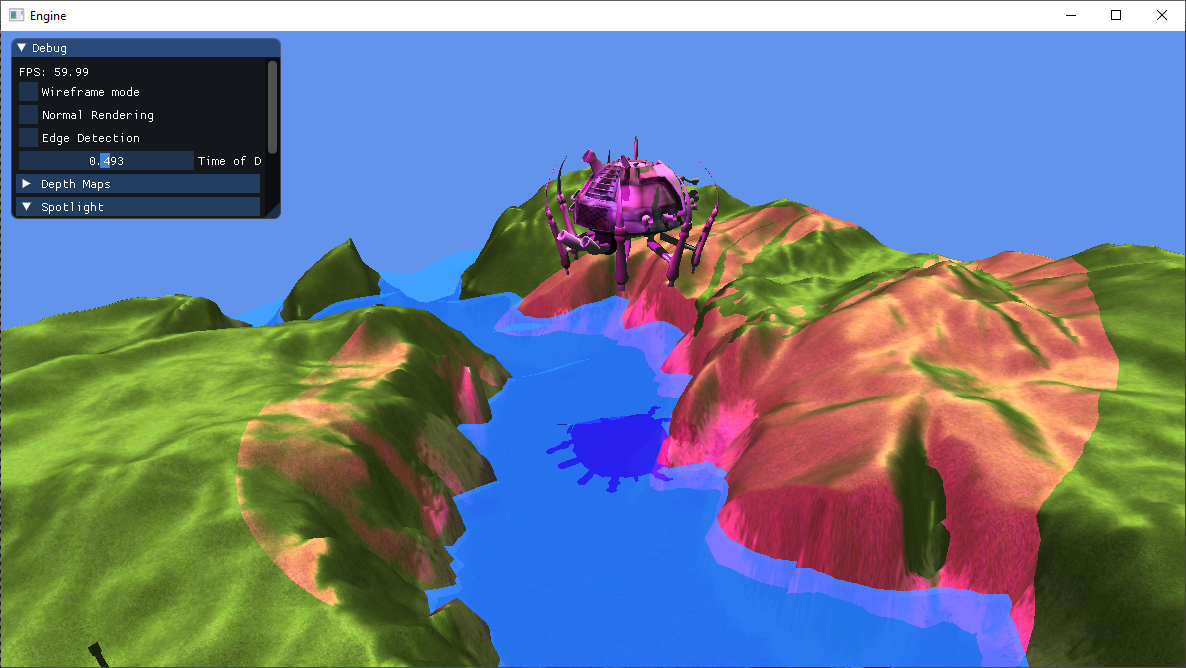 Engine
Debug
FPS: 59.99
Wireframe mode
Normal Rendering
Edge Detection
0.493 Time of D
Depth Maps
Spotlight